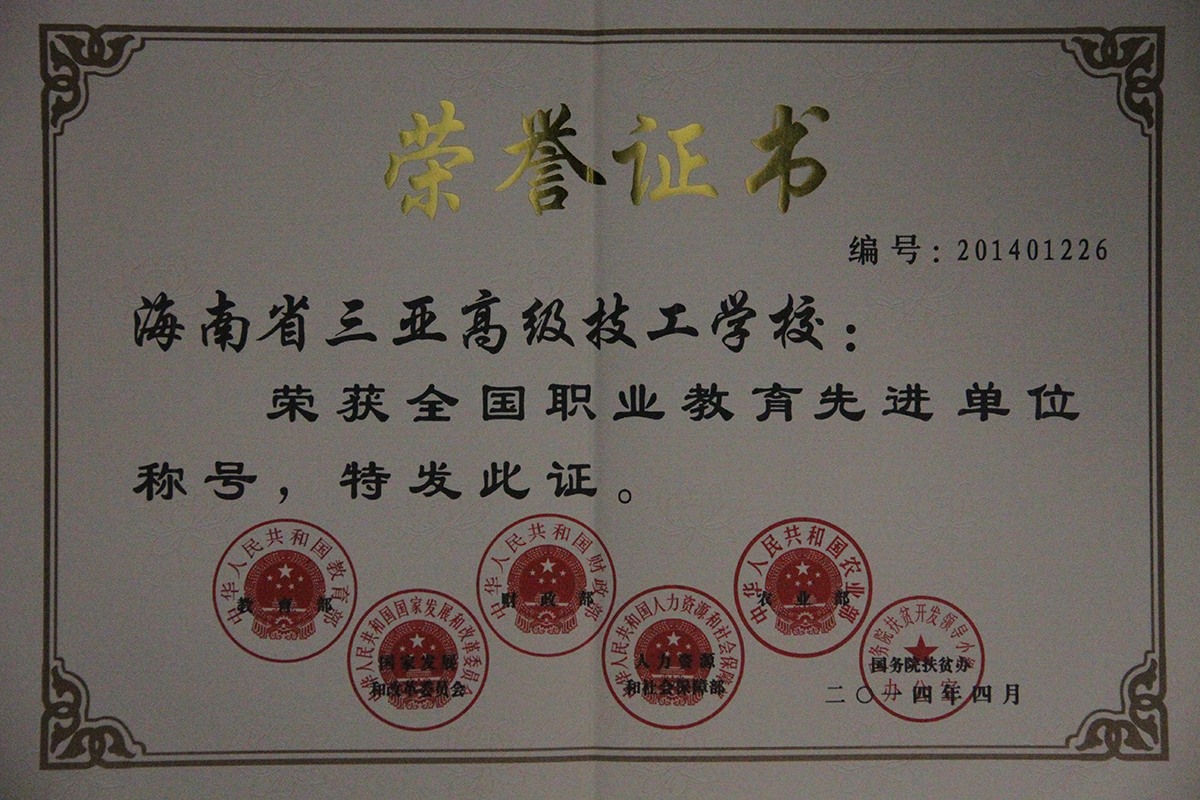 荣誉证书
编号：201401226
海南省三亚高级技工学校：
荣获全国职业教育先进单位
称号，特发此证。
中华人民共和国教育部
教育部
中华人民共和国国家发展和改革委员会
国家发展
和改革委员会
中华人民共和国财政部
财政部
中华人民共和国人力资源和社会保障部
人力资源
和社会保障部
中华人民共和国农业部
农业部
国务院扶贫开发领导小组
办公室
国务院扶贫办
二〇一四年四月